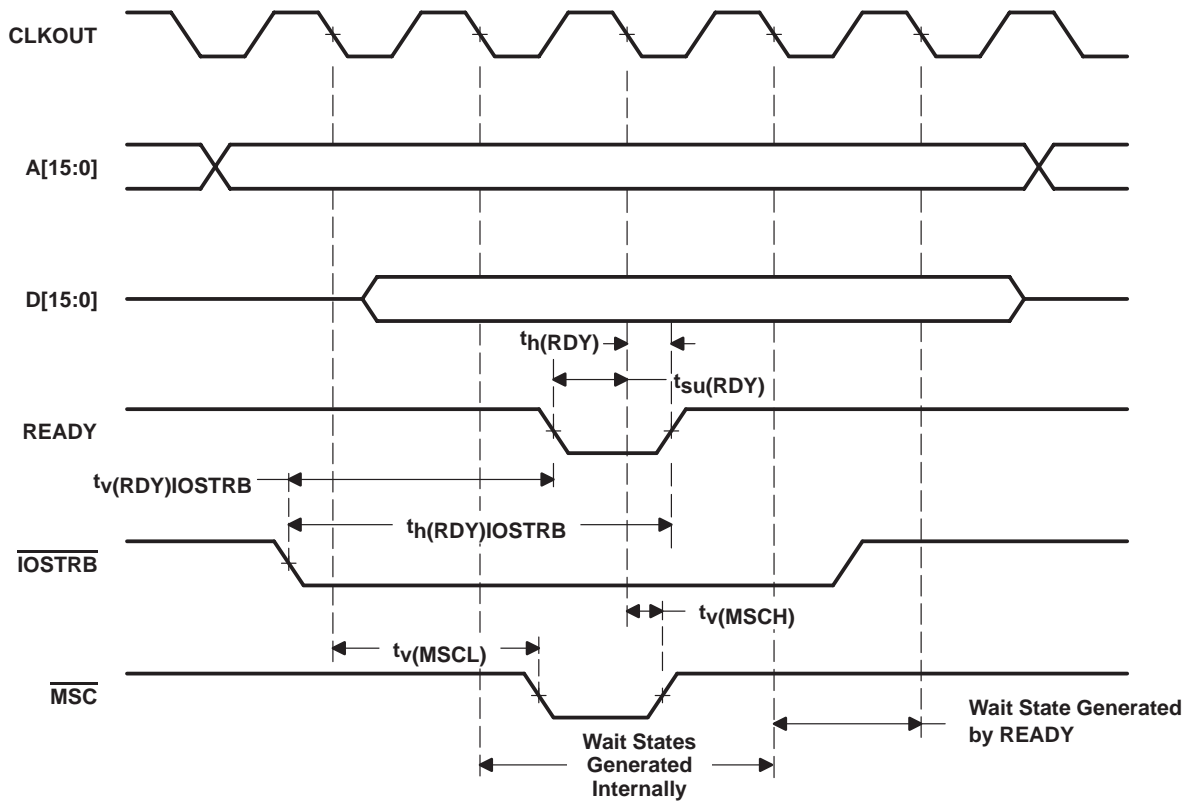 CLKOUT
A[15:0]
D[15:0]
th(RDY)
tsu(RDY)
READY
tv(RDY)IOSTRB
th(RDY)IOSTRB
IOSTRB
tv(MSCH)
tv(MSCL)
MSC
Wait State Generated
by READY
Wait States
Generated
Internally